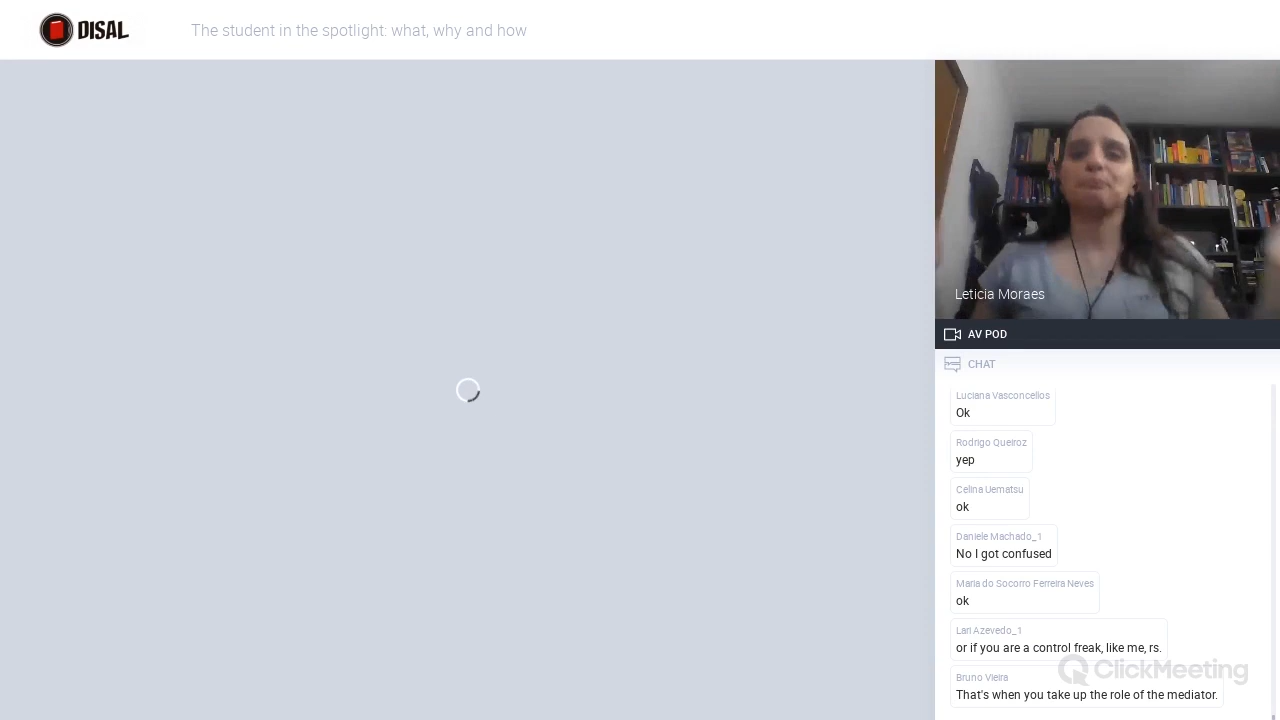 DISAL
The student in the spotlight: what, why and how
Leticia Moraes
AV POD
CHAT
Luciana Vasconcellos
Ok
Rodrigo Queiroz
yep
Celina Uematsu
ok
Daniele Machado_1
No I got confused
Maria do Socorro Ferreira Neves
ok
Lari Azevedo_1
or if you are a control freak, like me, rs.
ClickMeeting
Bruno Vieira
That's when you take up the role of the mediator.